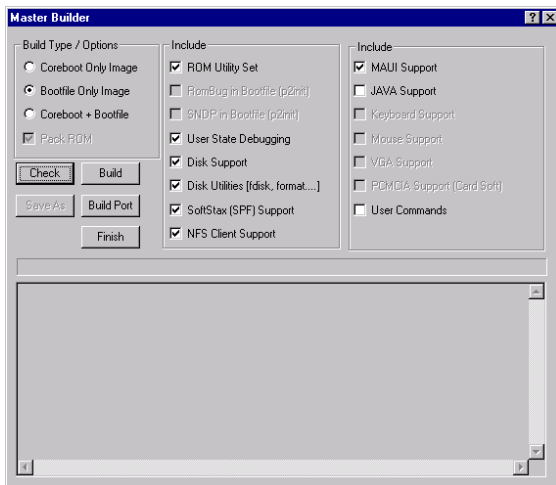 Master Builder
Build Type / Options
Coreboot Only Image
Bootfile Only Image
Coreboot + Bootfile
Pack ROM
Check
Build
Save As
Build Port
Finish
Include
ROM Utility Set
RomBug in Bootfile (p2init)
SNDP in Bootfile (p2init)
User State Debugging
Disk Support
Disk Utilities [fdisk, format....]
SoftStax (SPF) Support
NFS Client Support
Include
MAUI Support
JAVA Support
Keyboard Support
Mouse Support
VGA Support
PCMCIA Support (Card Soft)
User Commands